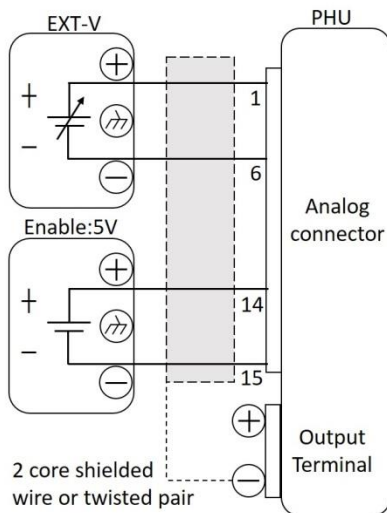 EXT-V
PHU
+
+
1
−
6
−
Analog
connector
Enable:5V
+
+
14
−
15
−
+
Output
Terminal
−
2 core shielded
wire or twisted pair